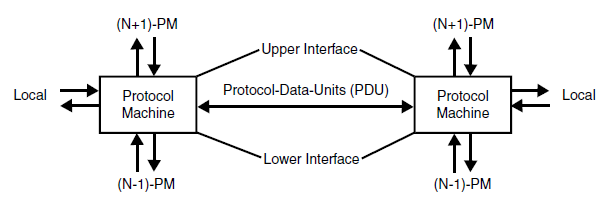 (N+1)-PM
(N+1)-PM
Upper Interface
Local
Protocol
Machine
Protocol-Data-Units (PDU)
Protocol
Machine
Local
Lower Interface
(N-1)-PM
(N-1)-PM